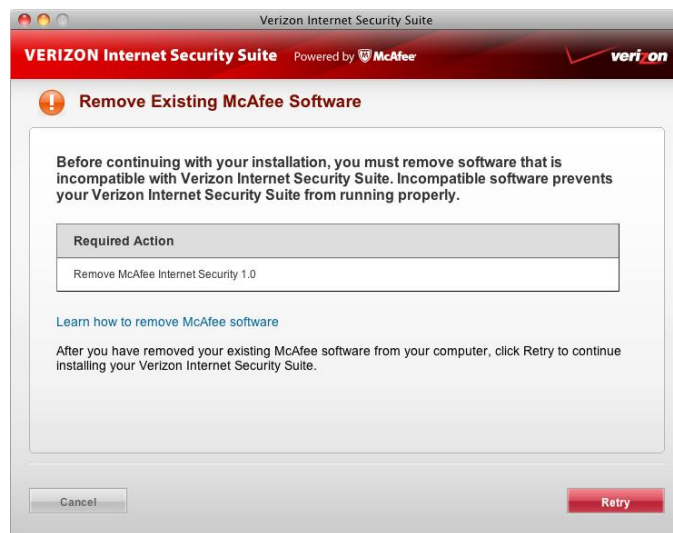 Verizon Internet Security Suite
VERIZON Internet Security Suite Powered by McAfee verizon
Remove Existing McAfee Software
Before continuing with your installation, you must remove software that is
incompatible with Verizon Internet Security Suite. Incompatible software prevents
your Verizon Internet Security Suite from running properly.
Required Action
Remove McAfee Internet Security 1.0
Learn how to remove McAfee software
After you have removed your existing McAfee software from your computer, click Retry to continue
installing your Verizon Internet Security Suite.
Cancel Retry